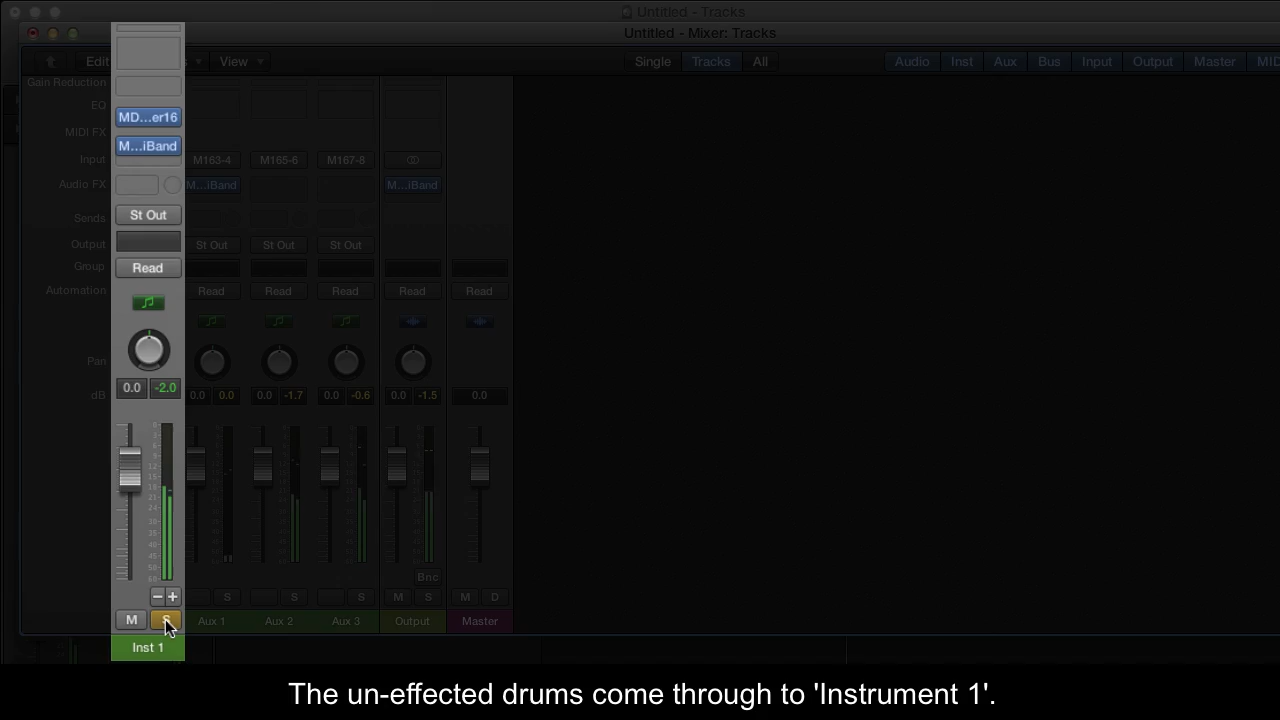 Untitled - Tracks
Untitled - Mixer: Tracks
Edit View Single Tracks All Audio Inst Aux Bus Input Output Master MID
Gain Reduction
EQ
MD...er16
MIDI FX
M...iBand
Input M163-4 M165-6 M167-8
Audio FX M...iBand M...iBand
St Out
Sends
Output St Out St Out St Out
Group
Read
Automation Read Read Read Read Read
Pan
0.0 -2.0
dB 0.0 0.0 0.0 -1.7 0.0 -0.6 0.0 -1.5 0.0
Bnc
S S S M S M D
M S
Aux 1 Aux 2 Aux 3 Output Master
Inst 1
The un-effected drums come through to 'Instrument 1'.